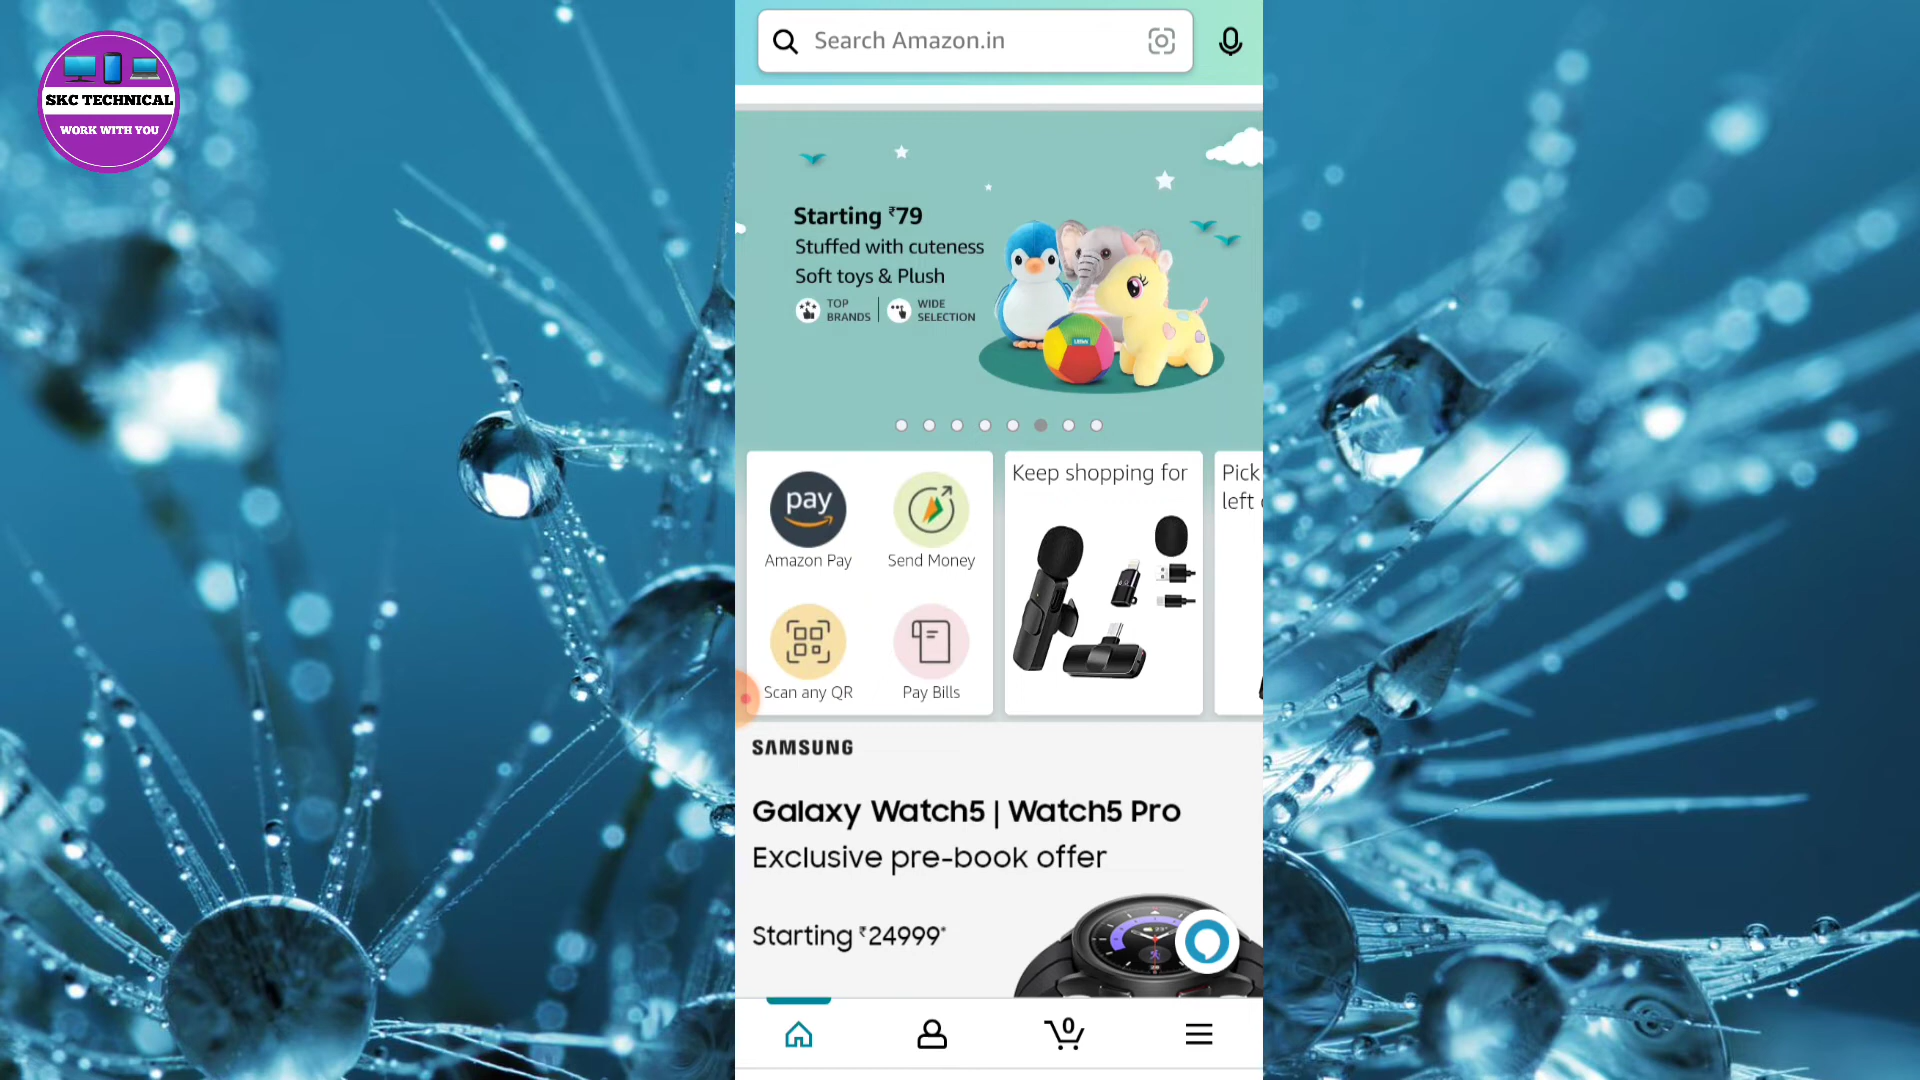 SKC TECHNICAL
WORK WITH YOU
Search Amazon.in
Starting ₹79
Stuffed with cuteness
Soft toys & Plush
TOP BRANDS
WIDE SELECTION
pay
Amazon Pay
Send Money
Scan any QR
Pay Bills
Keep shopping for
Pick
left
SAMSUNG
Galaxy Watch5 | Watch5 Pro
Exclusive pre-book offer
Starting ₹24999*
0